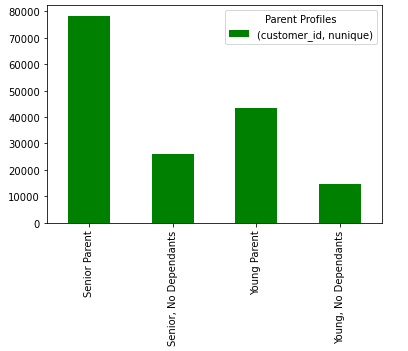 80000
70000
60000
50000
40000
30000
20000
10000
0
Parent Profiles
(customer_id, nunique)
Senior Parent
Senior, No Dependants
Young Parent
Young, No Dependants